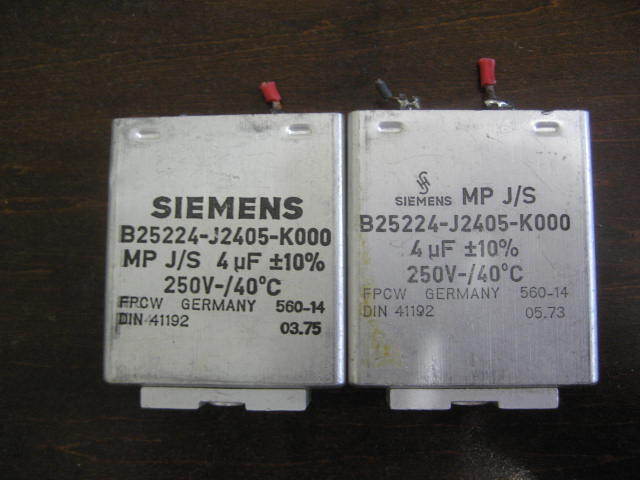 SIEMENS
B25224-J2405-K000
MP J/S 4 µF ±10%
250V-/40°C
FPCW GERMANY 560-14
DIN 41192 03.75
SIEMENS MP J/S
B25224-J2405-K000
4 µF ±10%
250V-/40°C
FPCW GERMANY 560-14
DIN 41192 05.73